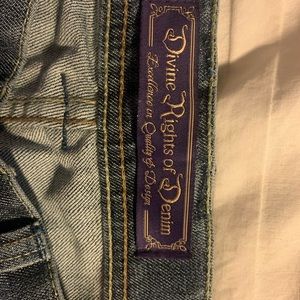 Divine Rights of Denim
Excellence in Quality & Design